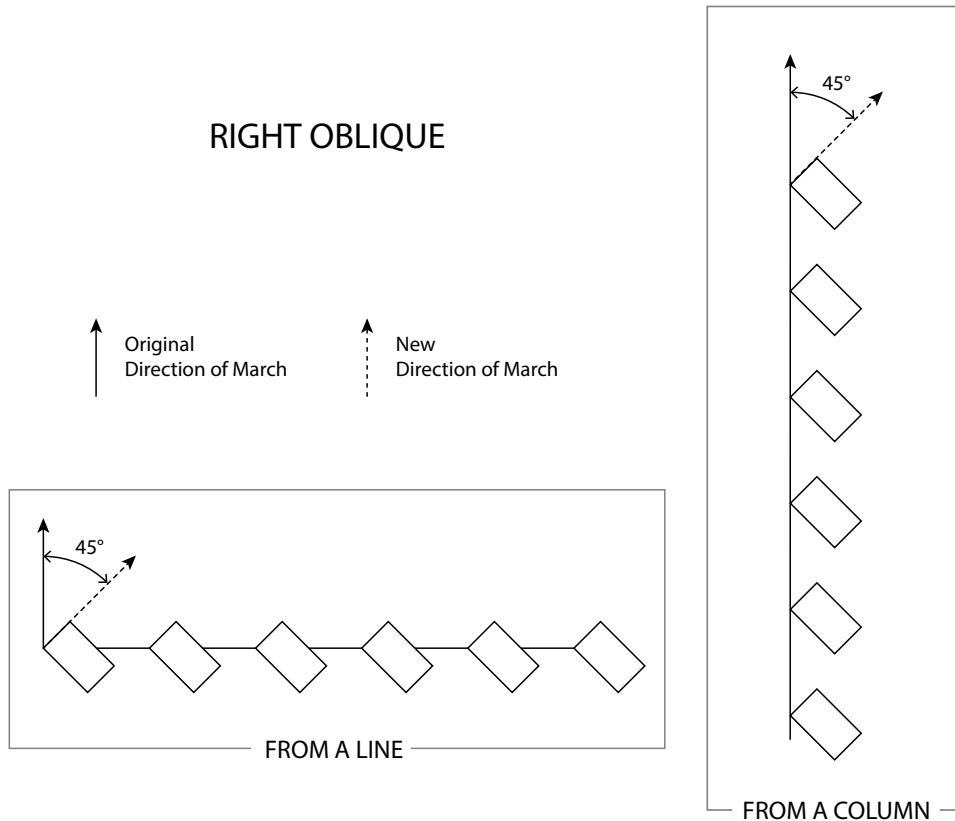 RIGHT OBLIQUE
Original
Direction of March
New
Direction of March
45°
FROM A LINE
45°
FROM A COLUMN